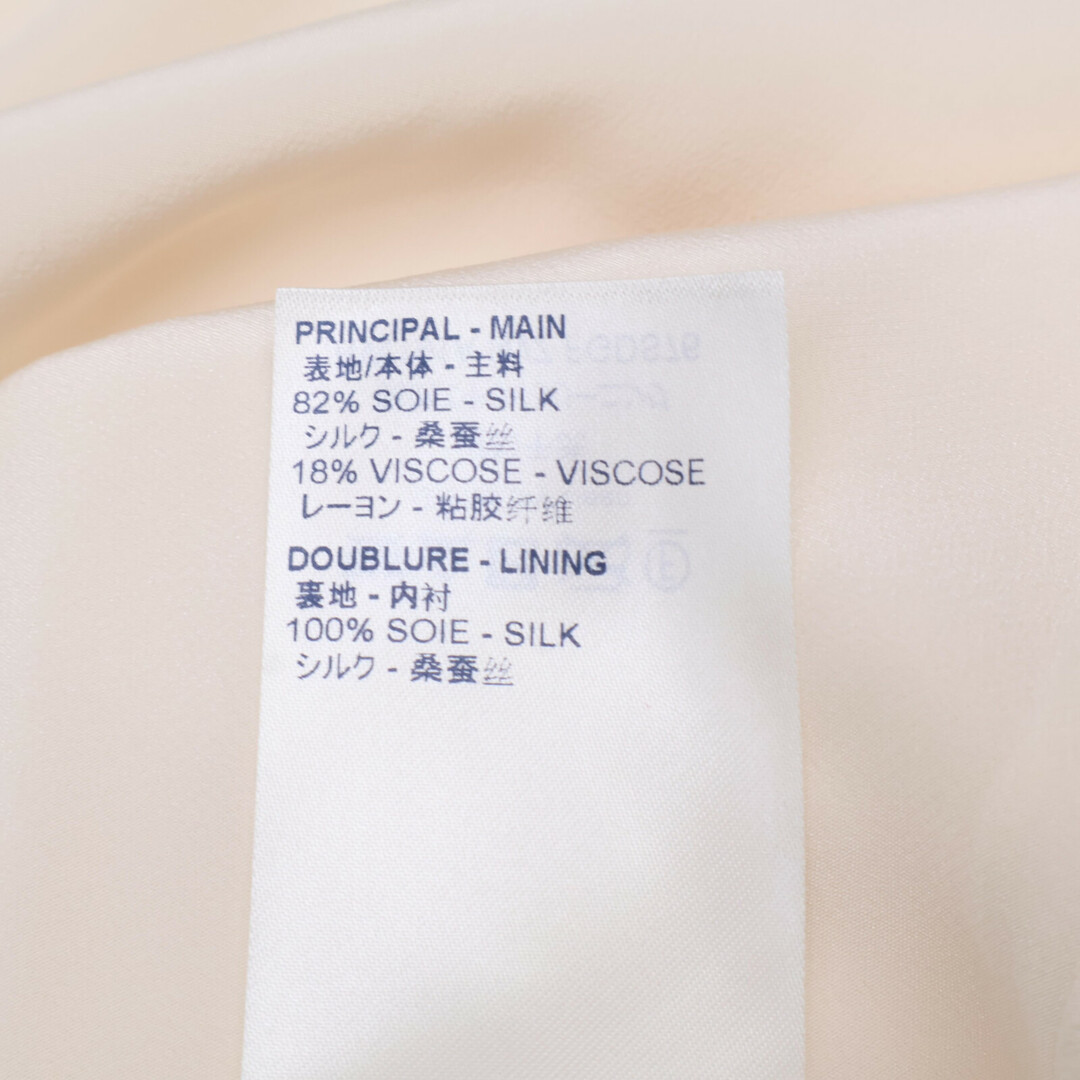 PRINCIPAL - MAIN
表地/本体 - 主料
82% SOIE - SILK
シルク - 桑蚕丝
18% VISCOSE - VISCOSE
レーヨン - 粘胶纤维
DOUBLURE - LINING
裏地 - 内衬
100% SOIE - SILK
シルク - 桑蚕丝